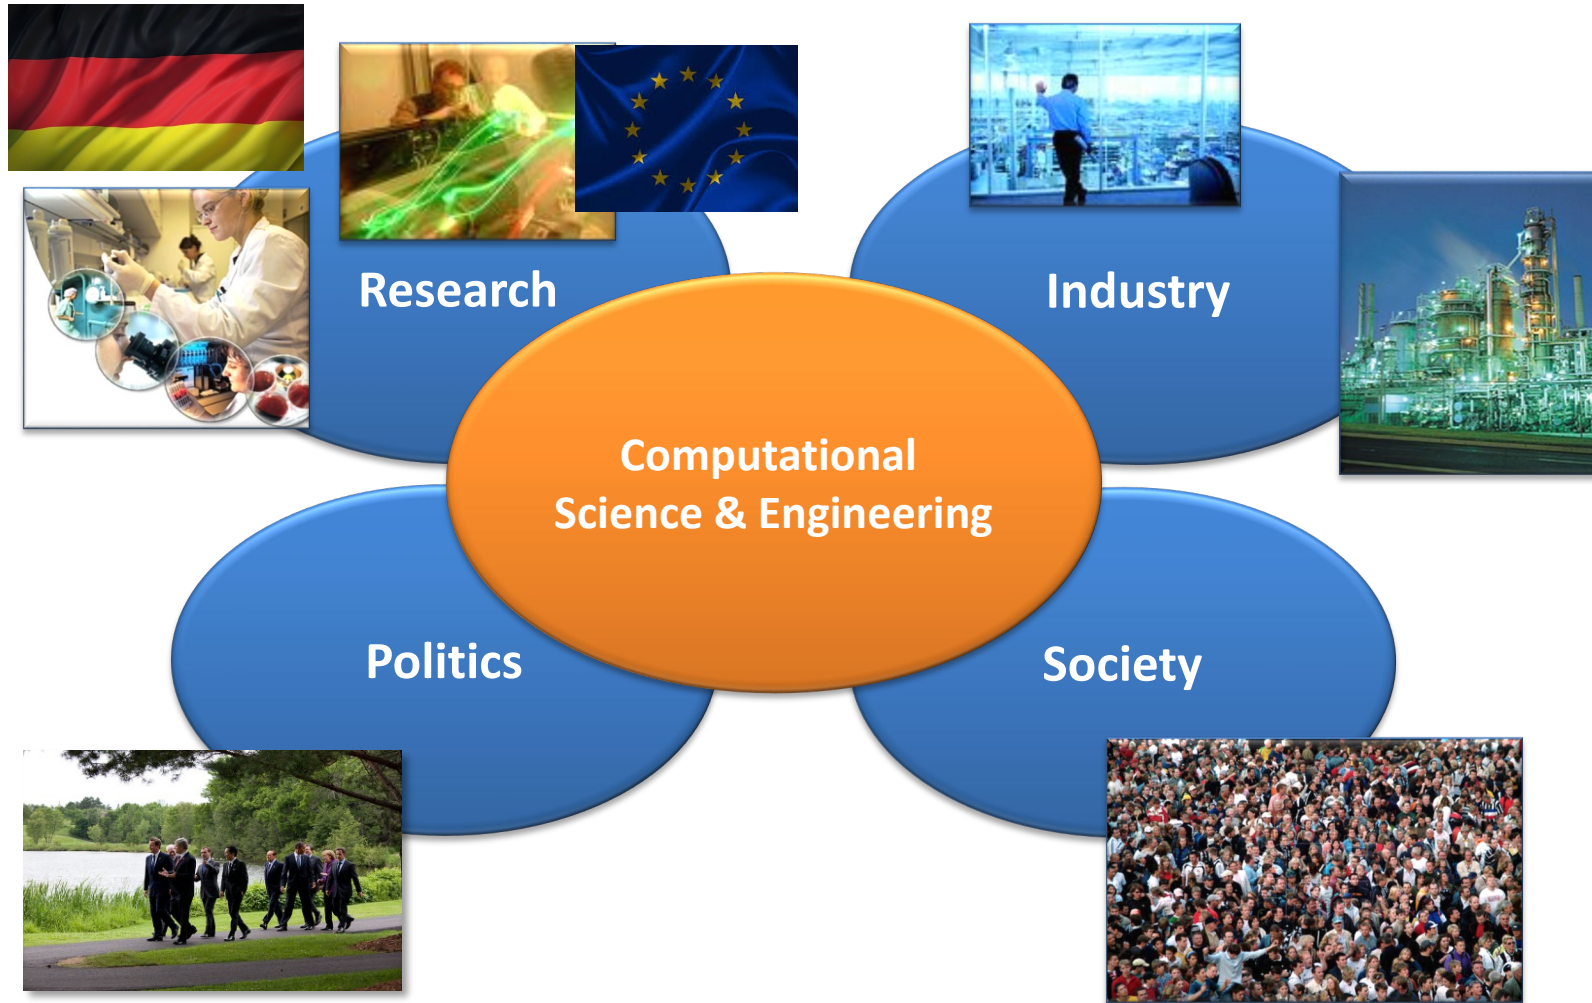 Research
Industry
Computational
Science & Engineering
Politics
Society